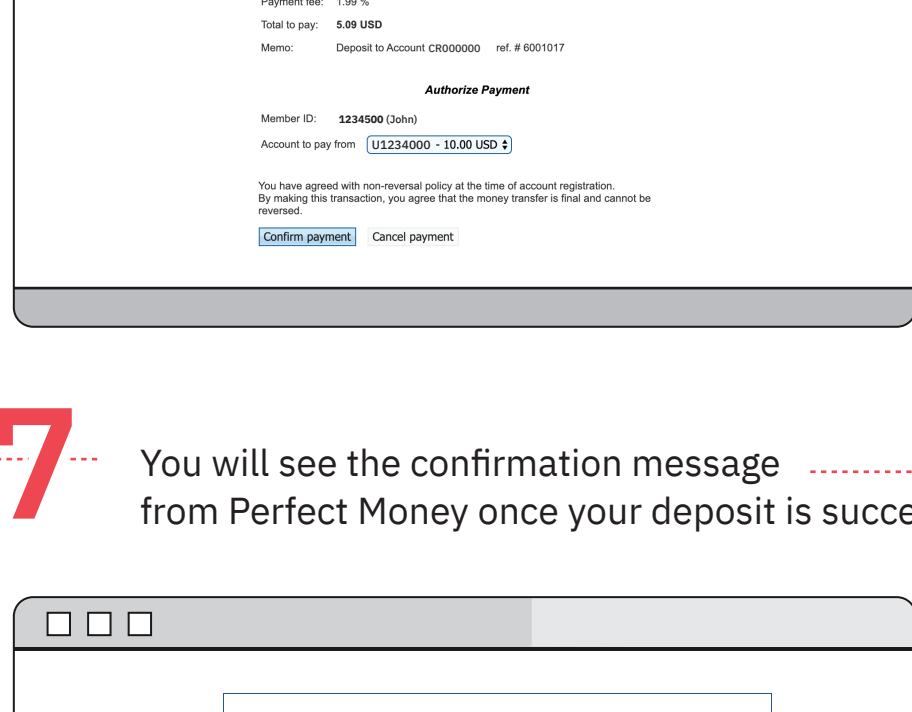 Payment fee: 1.99 %
Total to pay: 5.09 USD
Memo: Deposit to Account CR000000 ref. # 6001017
Authorize Payment
Member ID: 1234500 (John)
Account to pay from U1234000 - 10.00 USD
You have agreed with non-reversal policy at the time of account registration.
By making this transaction, you agree that the money transfer is final and cannot be
reversed.
Confirm payment Cancel payment
7
You will see the confirmation message
from Perfect Money once your deposit is succe